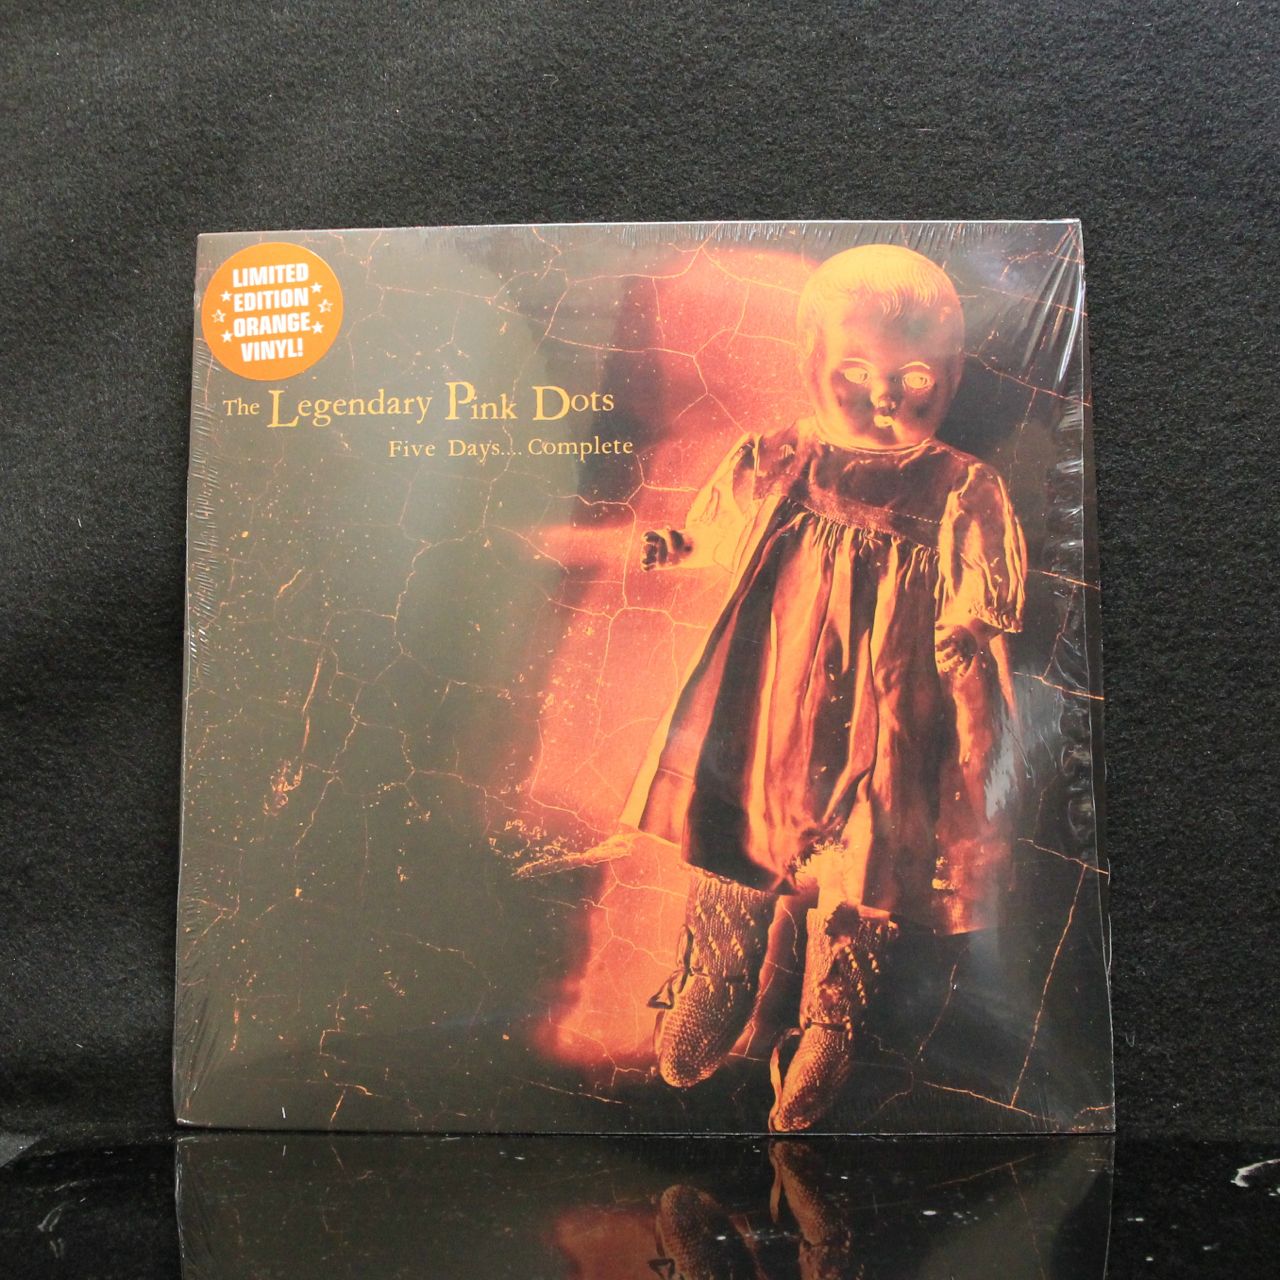 LIMITED
EDITION
ORANGE
VINYL!
The Legendary Pink Dots
Five Days.... Complete